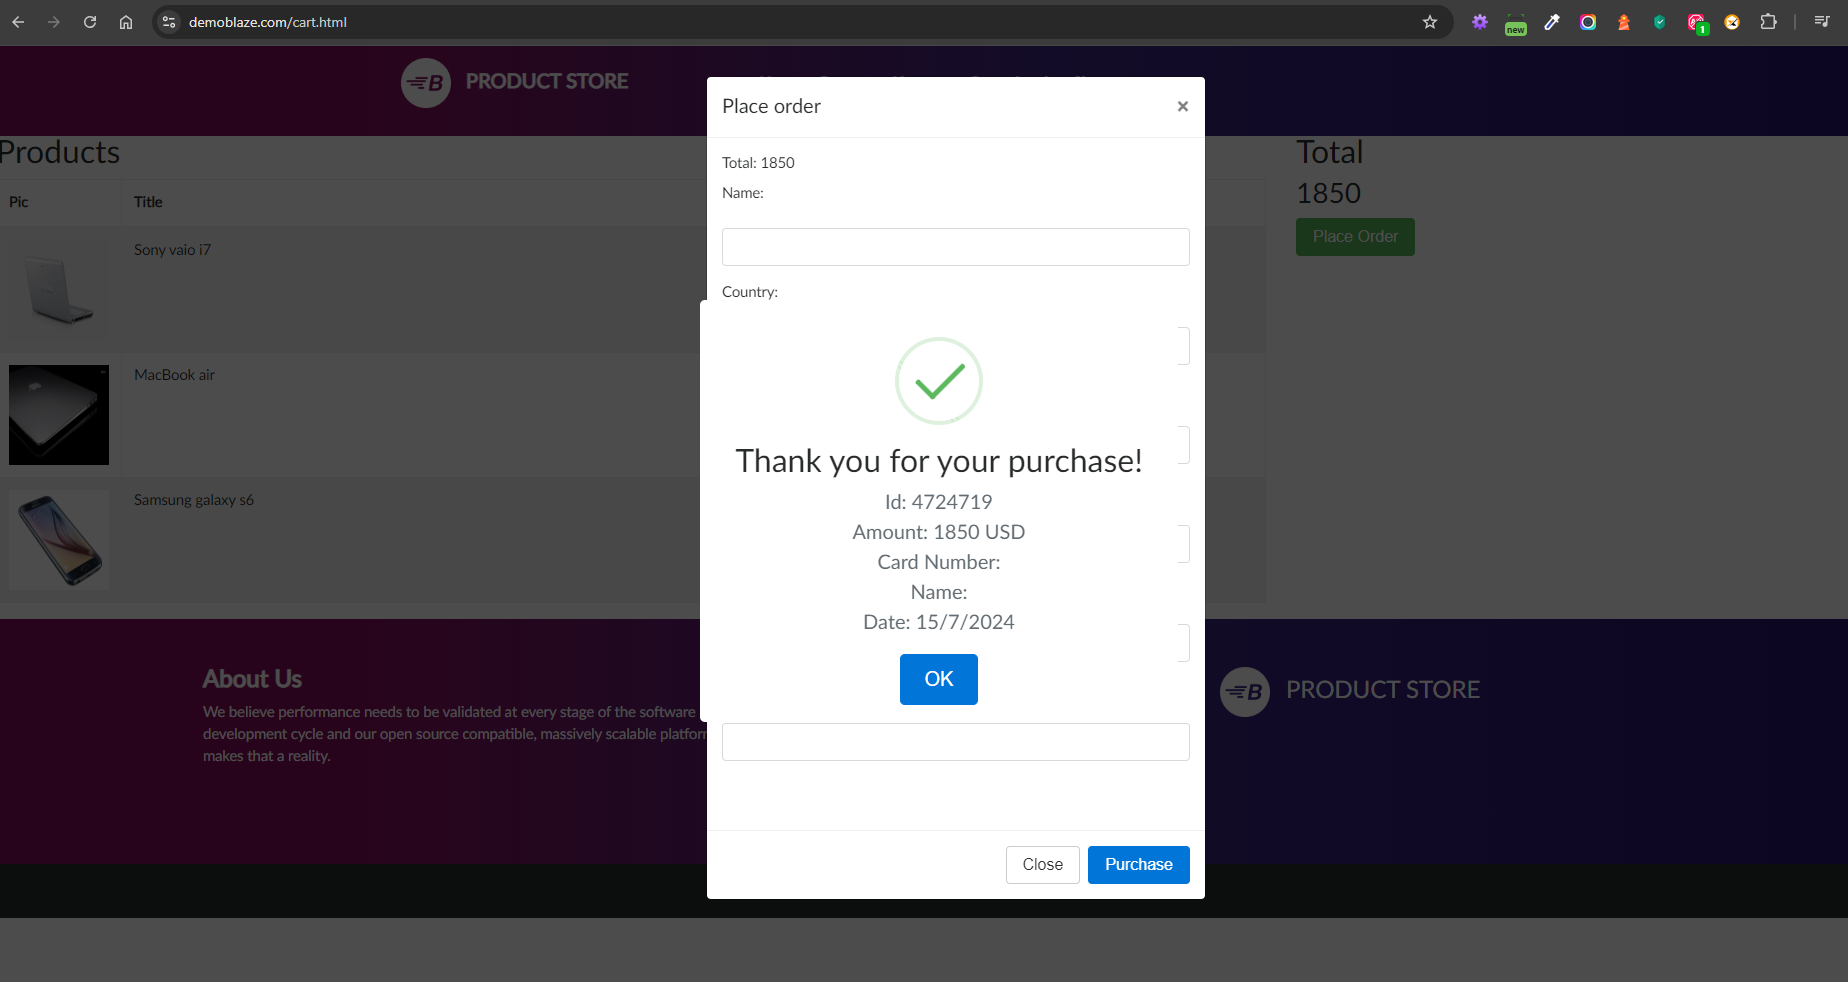 demoblaze.com/cart.html
new
1
B PRODUCT STORE
Place order
×
Products
Total: 1850
Total
Name:
1850
Pic
Title
Place Order
Sony vaio i7
Country:
MacBook air
Thank you for your purchase!
Samsung galaxy s6
Id: 4724719
Amount: 1850 USD
Card Number:
Name:
Date: 15/7/2024
OK
About Us
B PRODUCT STORE
We believe performance needs to be validated at every stage of the software
development cycle and our open source compatible, massively scalable platform
makes that a reality.
Close
Purchase